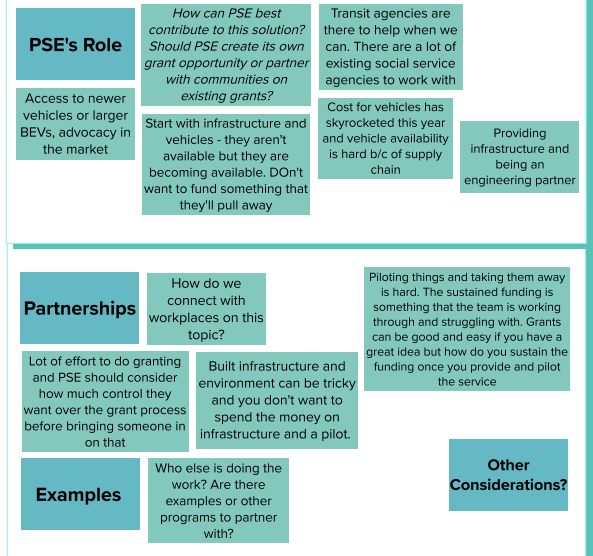 PSE's Role
How can PSE best
contribute to this solution?
Should PSE create its own
grant opportunity or partner
with communities on
existing grants?
Transit agencies are
there to help when we
can. There are a lot of
existing social service
agencies to work with
Access to newer
vehicles or larger
BEVs, advocacy in
the market
Start with infrastructure and
vehicles - they aren't
available but they are
becoming available. DOn't
want to fund something that
they'll pull away
Cost for vehicles has
skyrocketed this year
and vehicle availability
is hard b/c of supply
chain
Providing
infrastructure and
being an
engineering partner
Partnerships
How do we
connect with
workplaces on this
topic?
Piloting things and taking them away
is hard. The sustained funding is
something that the team is working
through and struggling with. Grants
can be good and easy if you have a
great idea but how do you sustain the
funding once you provide and pilot
the service
Lot of effort to do granting
and PSE should consider
how much control they
want over the grant process
before bringing someone in
on that
Built infrastructure and
environment can be tricky
and you don't want to
spend the money on
infrastructure and a pilot.
Examples
Who else is doing the
work? Are there
examples or other
programs to partner
with?
Other
Considerations?